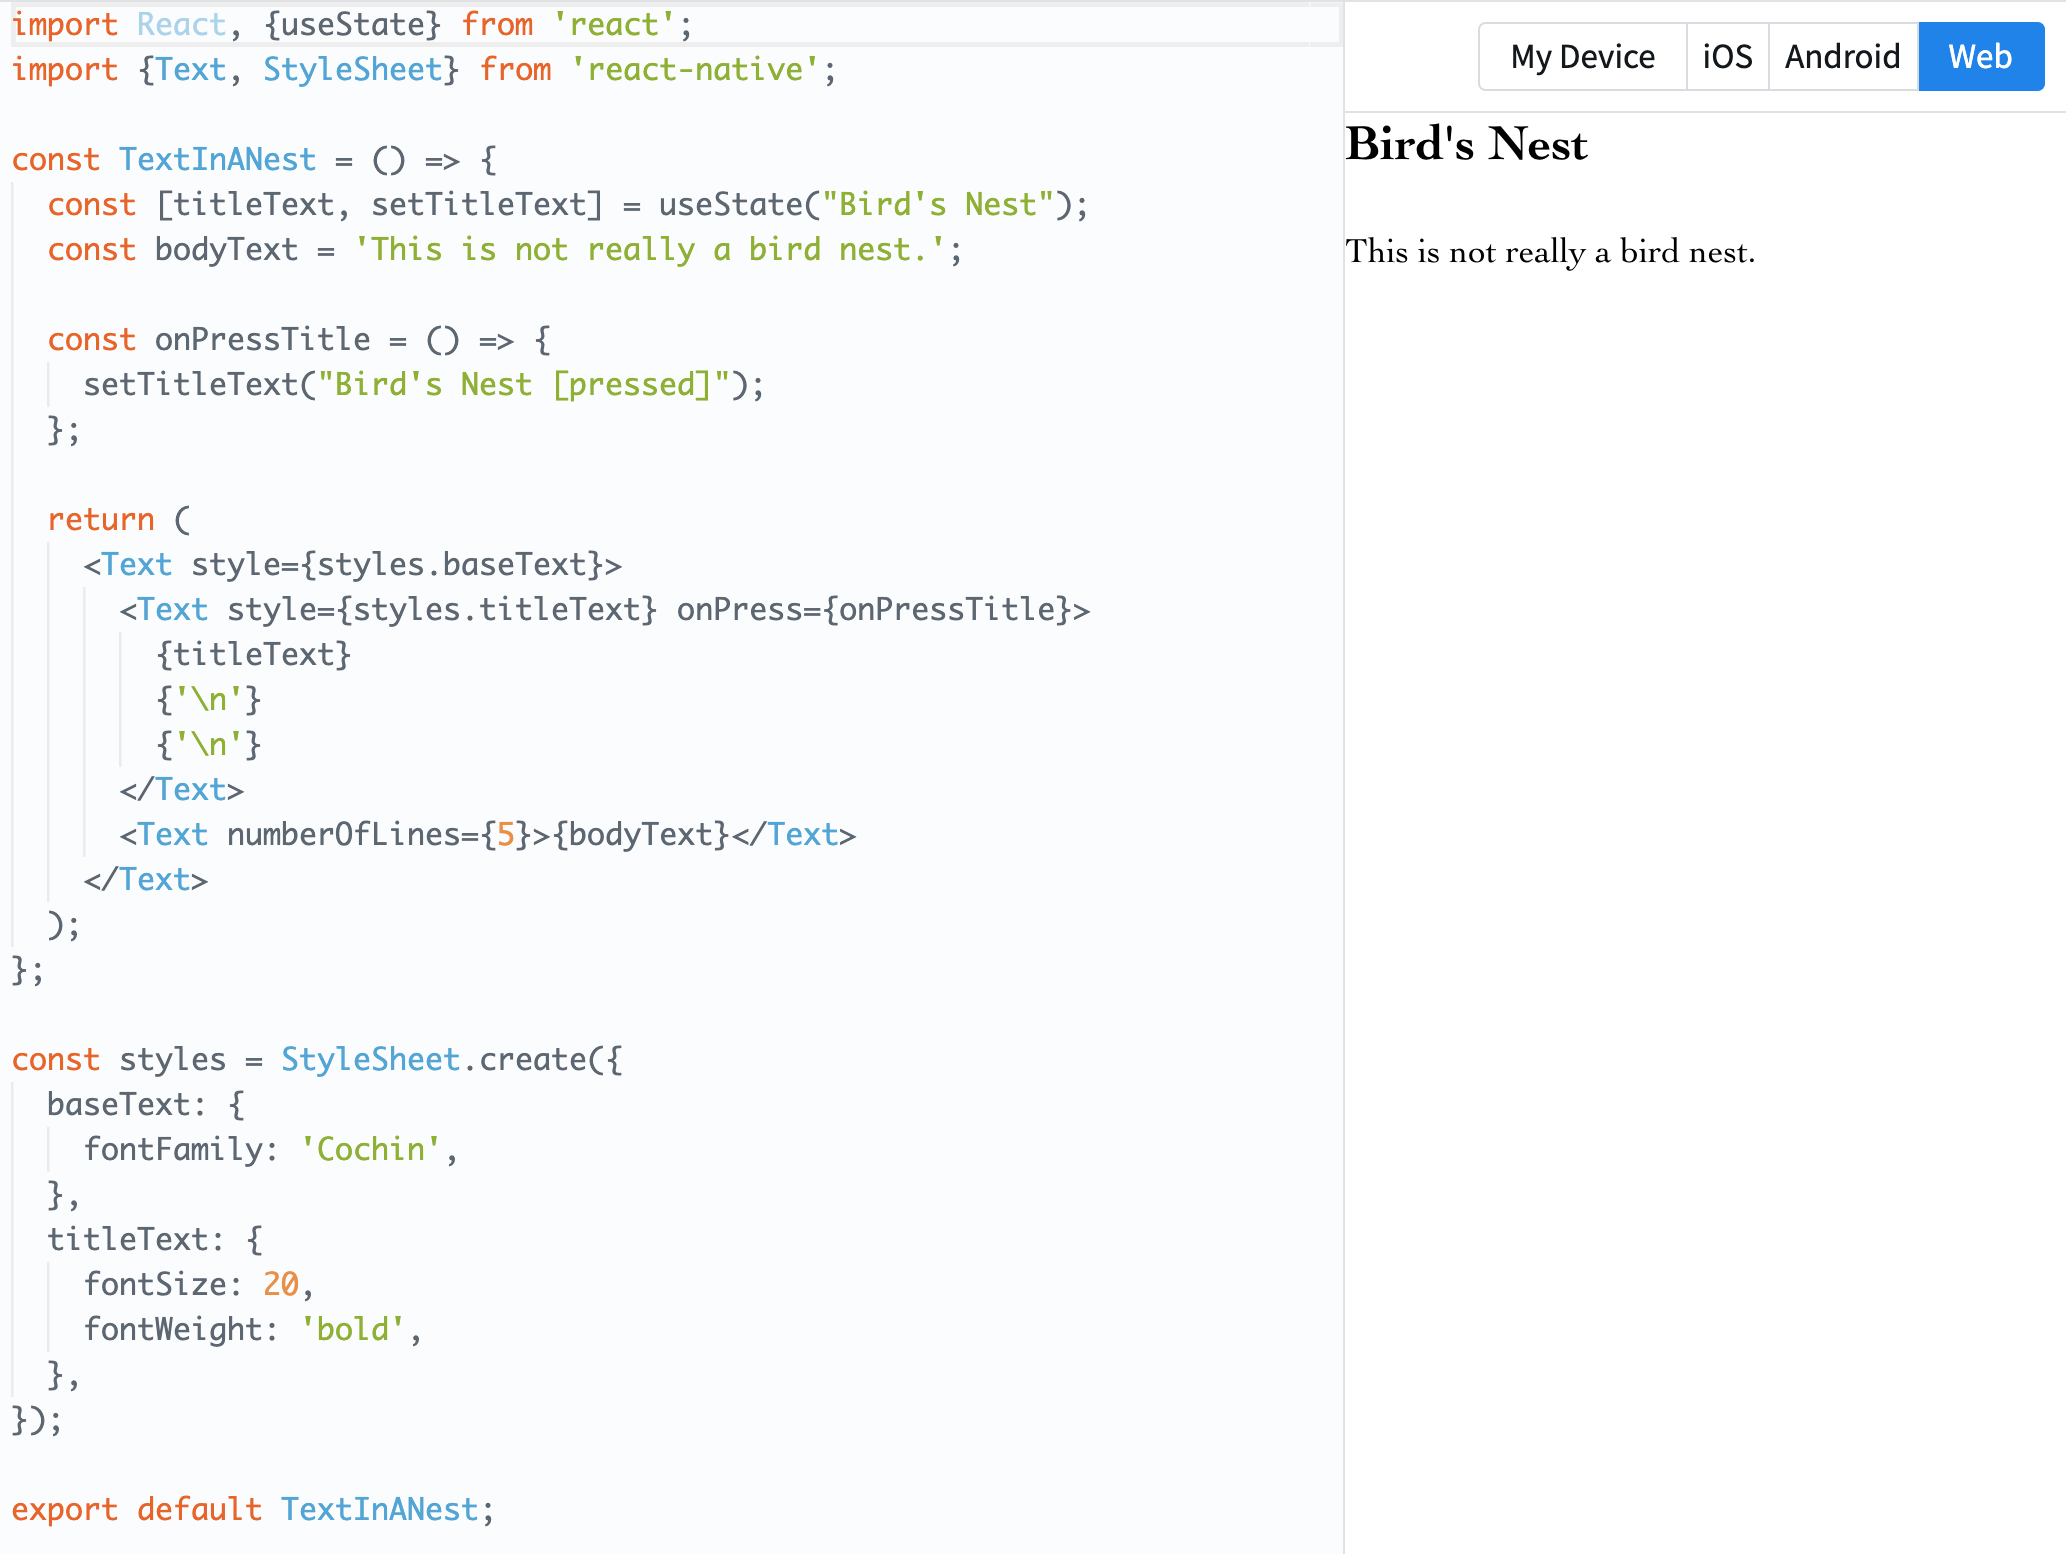 import React, {useState} from 'react';
import {Text, StyleSheet} from 'react-native';

const TextInANest = () => {
  const [titleText, setTitleText] = useState("Bird's Nest");
  const bodyText = 'This is not really a bird nest.';

  const onPressTitle = () => {
    setTitleText("Bird's Nest [pressed]");
  };

  return (
    <Text style={styles.baseText}>
      <Text style={styles.titleText} onPress={onPressTitle}>
        {titleText}
        {'\n'}
        {'\n'}
      </Text>
      <Text numberOfLines={5}>{bodyText}</Text>
    </Text>
  );
};

const styles = StyleSheet.create({
  baseText: {
    fontFamily: 'Cochin',
  },
  titleText: {
    fontSize: 20,
    fontWeight: 'bold',
  },
});

export default TextInANest;
My Device iOS Android Web
Bird's Nest
This is not really a bird nest.